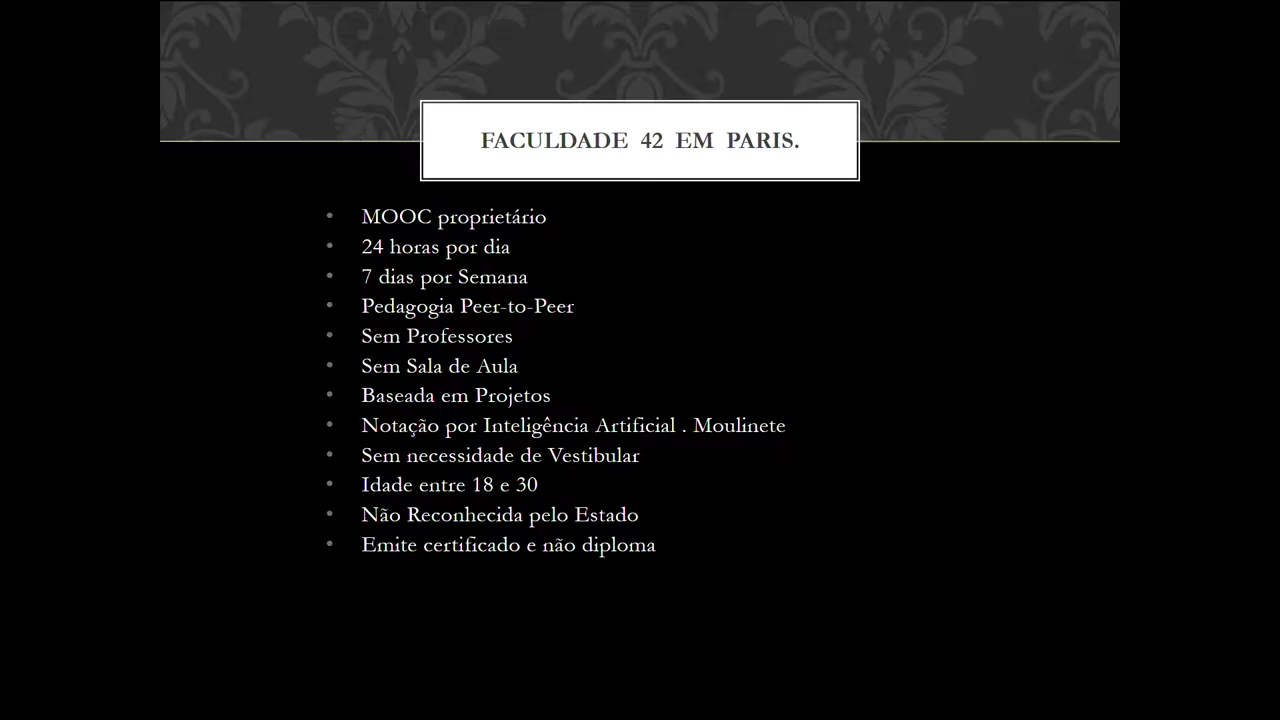 FACULDADE 42 EM PARIS.
• MOOC proprietário
• 24 horas por dia
• 7 dias por Semana
• Pedagogia Peer-to-Peer
• Sem Professores
• Sem Sala de Aula
• Baseada em Projetos
• Notação por Inteligência Artificial . Moulinete
• Sem necessidade de Vestibular
• Idade entre 18 e 30
• Não Reconhecida pelo Estado
• Emite certificado e não diploma